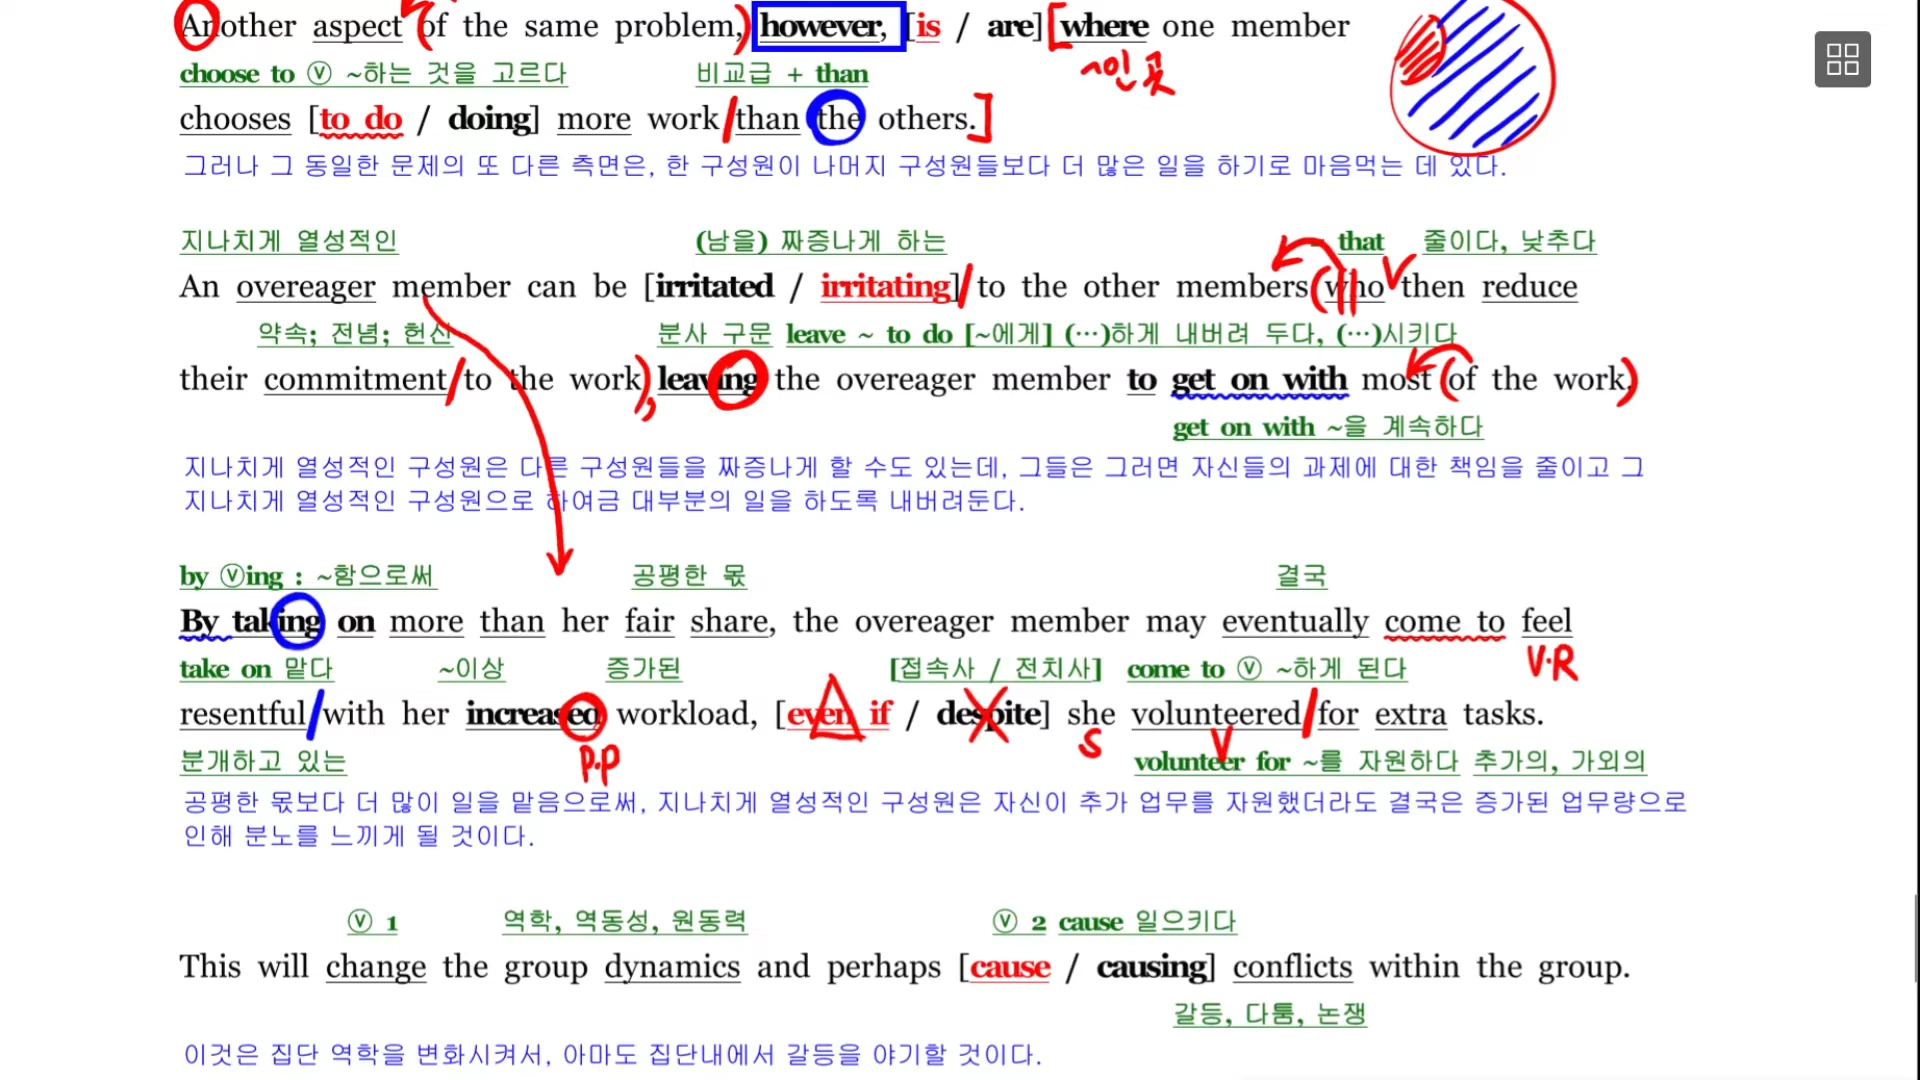 Another aspect of the same problem, however, [is / are] where one member
~인 곳
choose to ⓥ ~하는 것을 고르다 비교급 + than
chooses [to do / doing] more work than the others.
그러나 그 동일한 문제의 또 다른 측면은, 한 구성원이 나머지 구성원들보다 더 많은 일을 하기로 마음먹는 데 있다.
지나치게 열성적인 (남을) 짜증나게 하는 = that 줄이다, 낮추다
An overeager member can be [irritated / irritating] to the other members who then reduce
약속; 전념; 헌신 분사 구문 leave ~ to do [~에게] (…)하게 내버려 두다, (…)시키다
their commitment to the work, leaving the overeager member to get on with most of the work.
get on with ~을 계속하다
지나치게 열성적인 구성원은 다른 구성원들을 짜증나게 할 수도 있는데, 그들은 그러면 자신들의 과제에 대한 책임을 줄이고 그
지나치게 열성적인 구성원으로 하여금 대부분의 일을 하도록 내버려둔다.
by ⓥing : ~함으로써 공평한 몫 결국
By taking on more than her fair share, the overeager member may eventually come to feel
V·R
take on 맡다 ~이상 증가된 [접속사 / 전치사] come to ⓥ ~하게 된다
resentful with her increased workload, [even if / despite] she volunteered for extra tasks.
P.P S V
분개하고 있는 volunteer for ~를 자원하다 추가의, 가외의
공평한 몫보다 더 많이 일을 맡음으로써, 지나치게 열성적인 구성원은 자신이 추가 업무를 자원했더라도 결국은 증가된 업무량으로
인해 분노를 느끼게 될 것이다.
ⓥ 1 역학, 역동성, 원동력 ⓥ 2 cause 일으키다
This will change the group dynamics and perhaps [cause / causing] conflicts within the group.
갈등, 다툼, 논쟁
이것은 집단 역학을 변화시켜서, 아마도 집단내에서 갈등을 야기할 것이다.